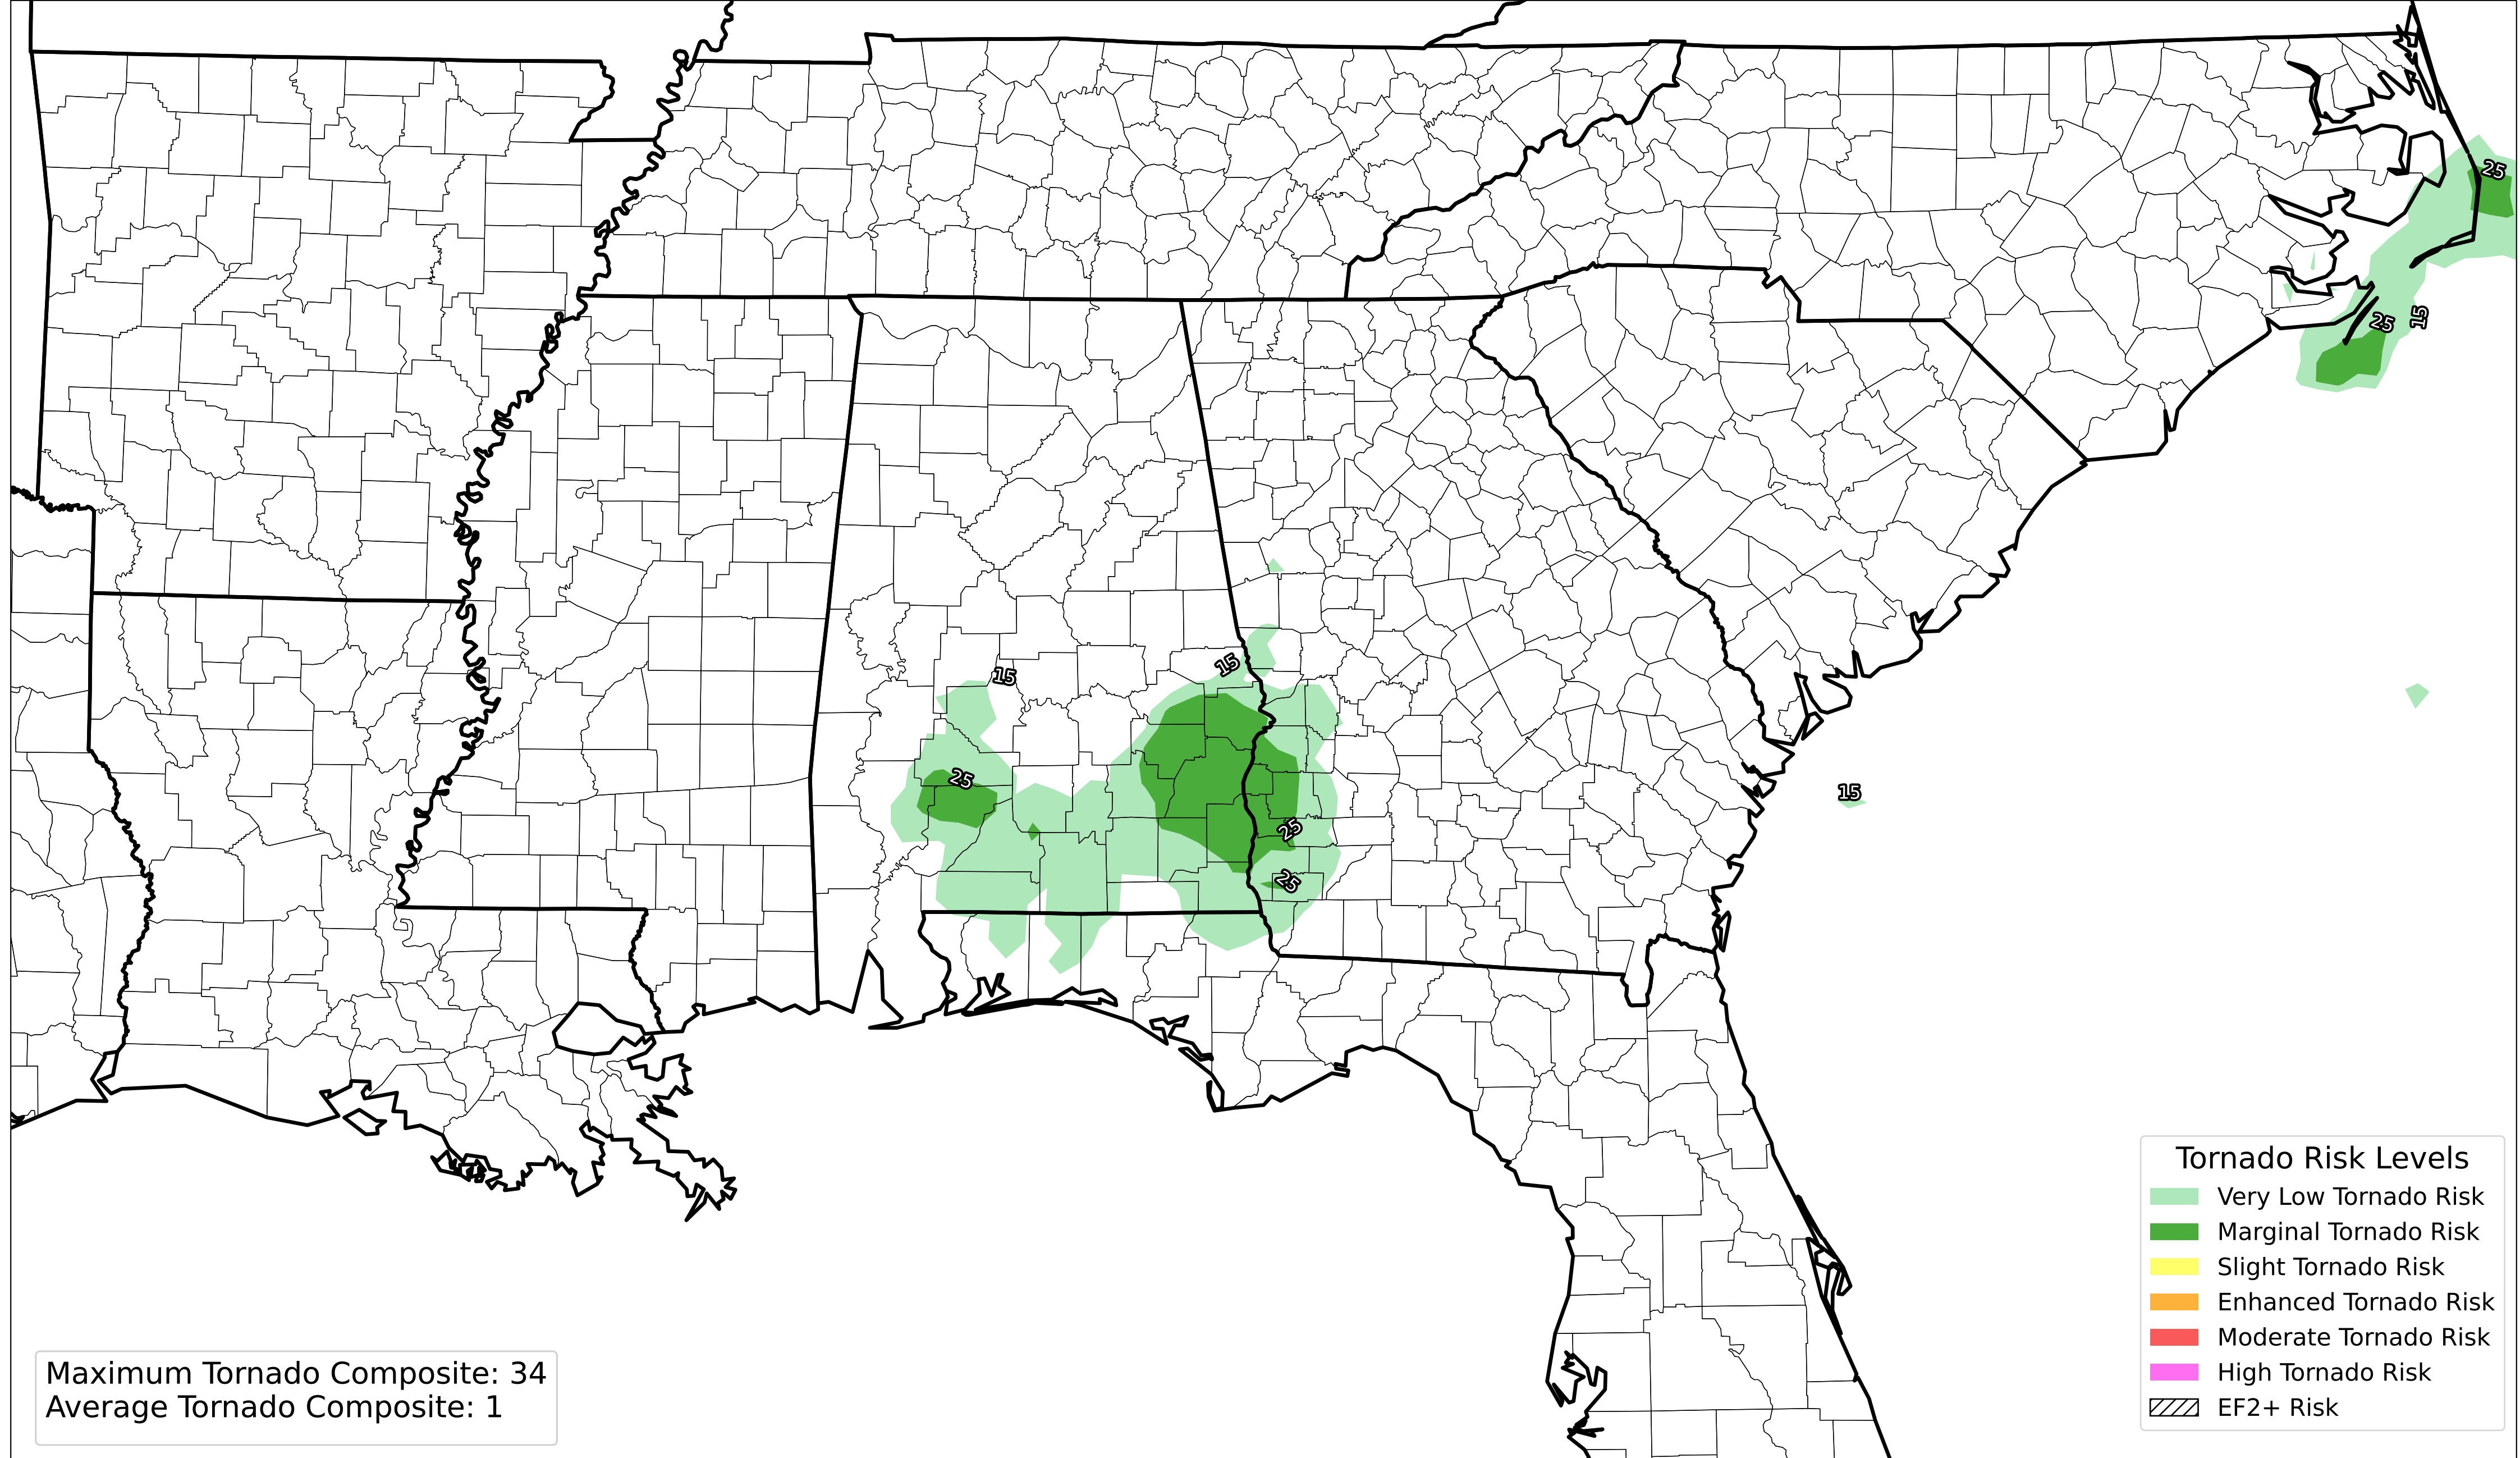 25
25
15
15
15
25
15
25
25
Tornado Risk Levels
Very Low Tornado Risk
Marginal Tornado Risk
Slight Tornado Risk
Enhanced Tornado Risk
Moderate Tornado Risk
High Tornado Risk
EF2+ Risk
Maximum Tornado Composite: 34
Average Tornado Composite: 1